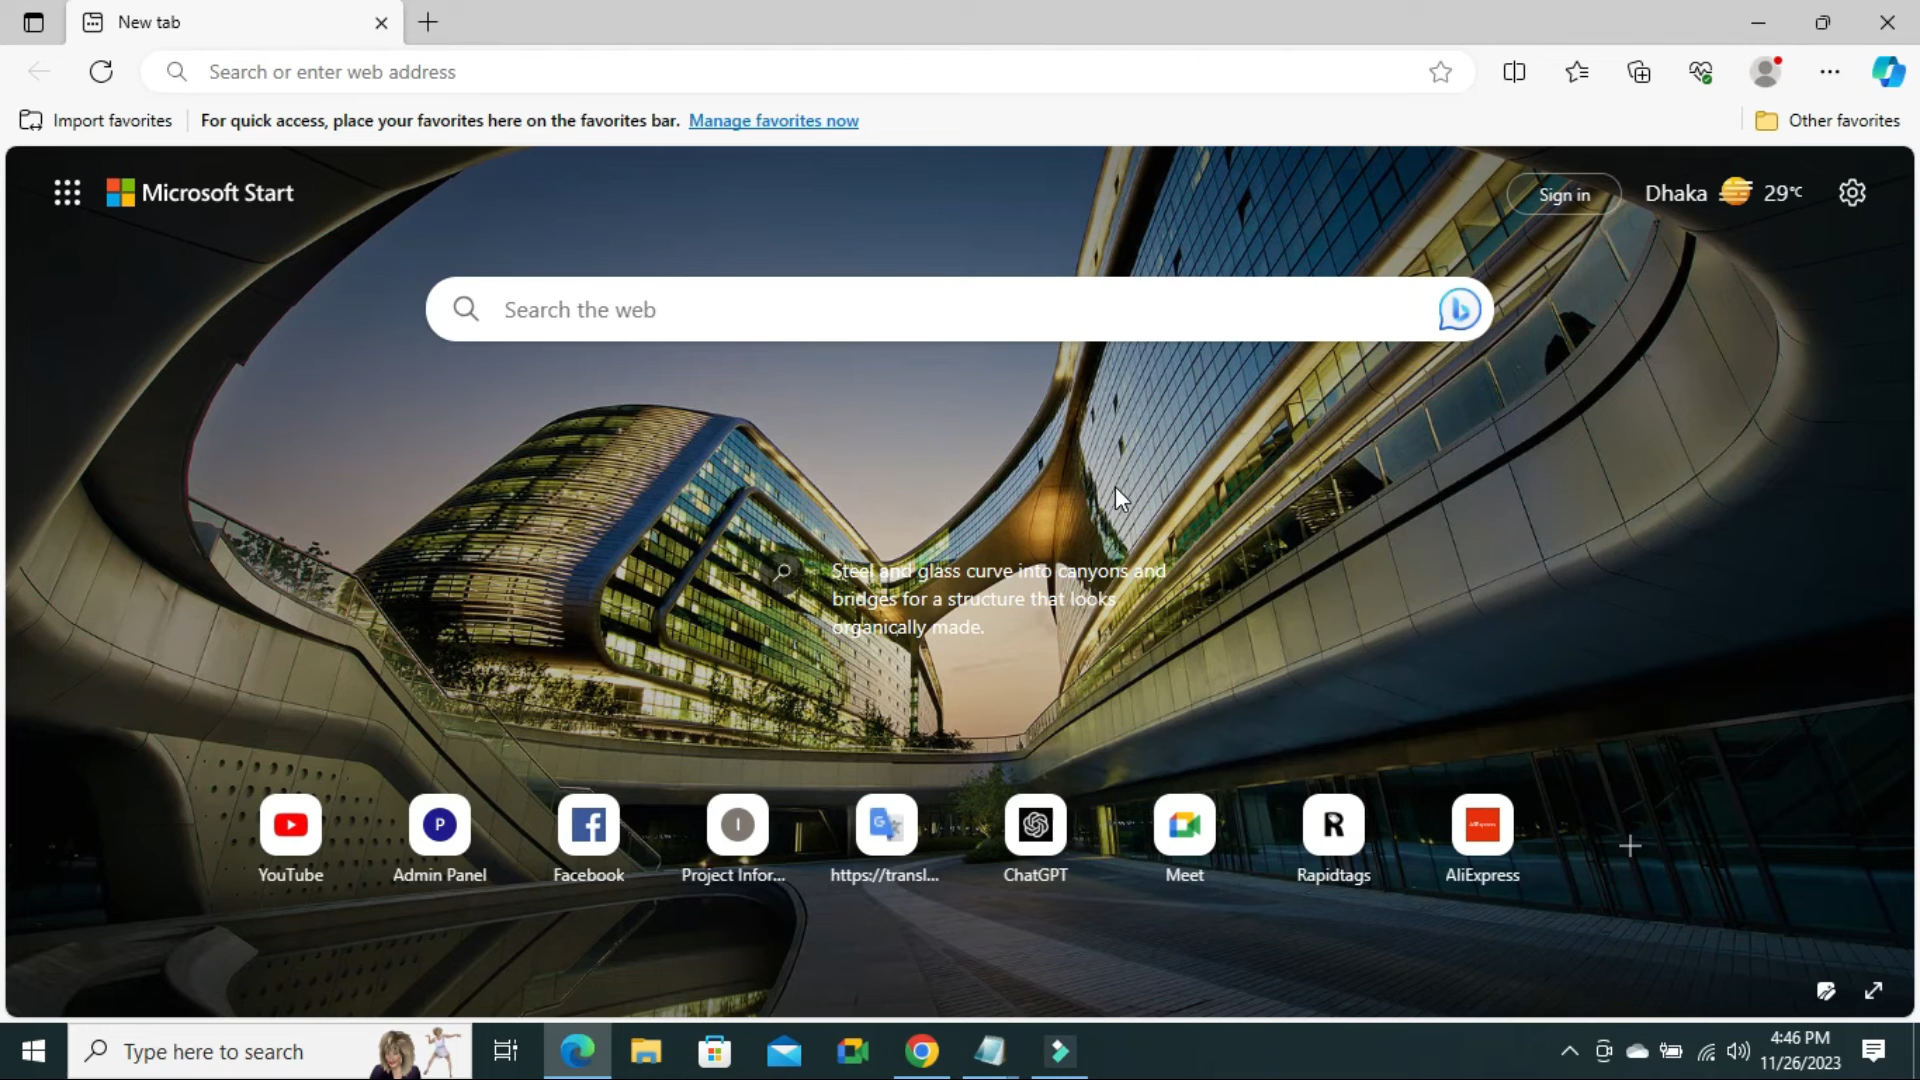 New tab
Search or enter web address
Import favorites
For quick access, place your favorites here on the favorites bar. Manage favorites now
Other favorites
Microsoft Start
Sign in
Dhaka 29°C
Search the web
Steel and glass curve into canyons and
bridges for a structure that looks
organically made.
YouTube
P
Admin Panel
Facebook
I
Project Infor...
https://transl...
ChatGPT
Meet
R
Rapidtags
AliExpress
Type here to search
4:46 PM
11/26/2023